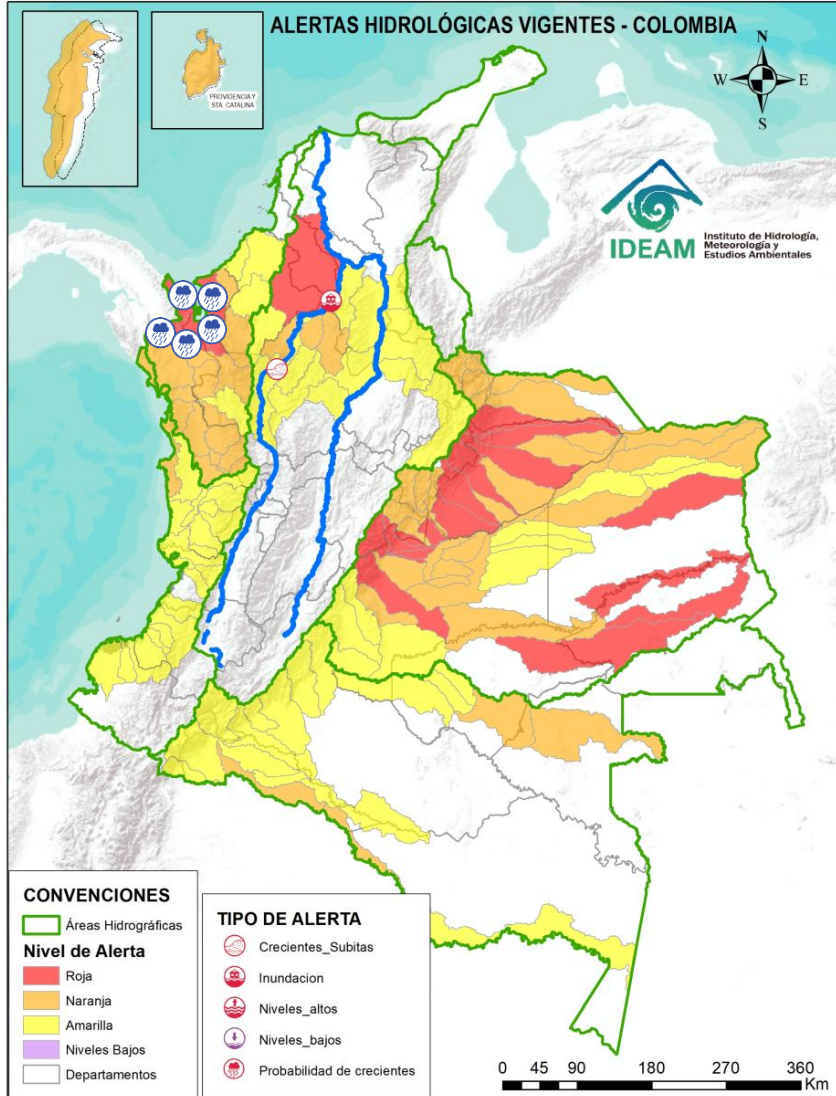 ALERTAS HIDROLÓGICAS VIGENTES - COLOMBIA
PROVIDENCIA Y
STA. CATALINA
N
W
E
S
IDEAM
Instituto de Hidrología,
Meteorología y
Estudios Ambientales
CONVENCIONES
Áreas Hidrográficas
Nivel de Alerta
Roja
Naranja
Amarilla
Niveles Bajos
Departamentos
TIPO DE ALERTA
Crecientes_Subitas
Inundacion
Niveles_altos
Niveles_bajos
Probabilidad de crecientes
0 45 90 180 270 360
Km